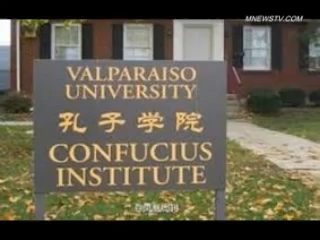 MNEWSTV.COM
VALPARAISO
UNIVERSITY
孔子学院
CONFUCIUS
INSTITUTE